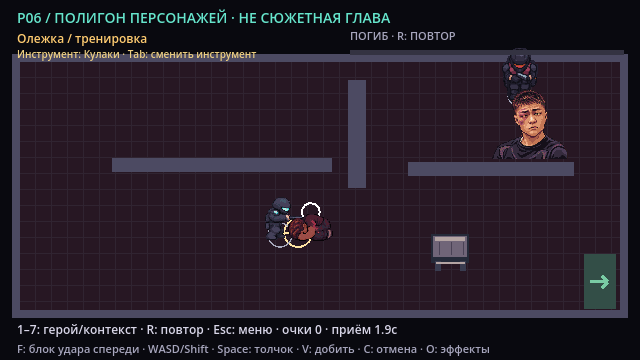 P06 / ПОЛИГОН ПЕРСОНАЖЕЙ · НЕ СЮЖЕТНАЯ ГЛАВА
Олежка / тренировка
ПОГИБ · R: ПОВТОР
Инструмент: Кулаки · Tab: сменить инструмент
1–7: герой/контекст · R: повтор · Esc: меню · очки 0 · приём 1.9с
F: блок удара спереди · WASD/Shift · Space: толчок · V: добить · C: отмена · O: эффекты